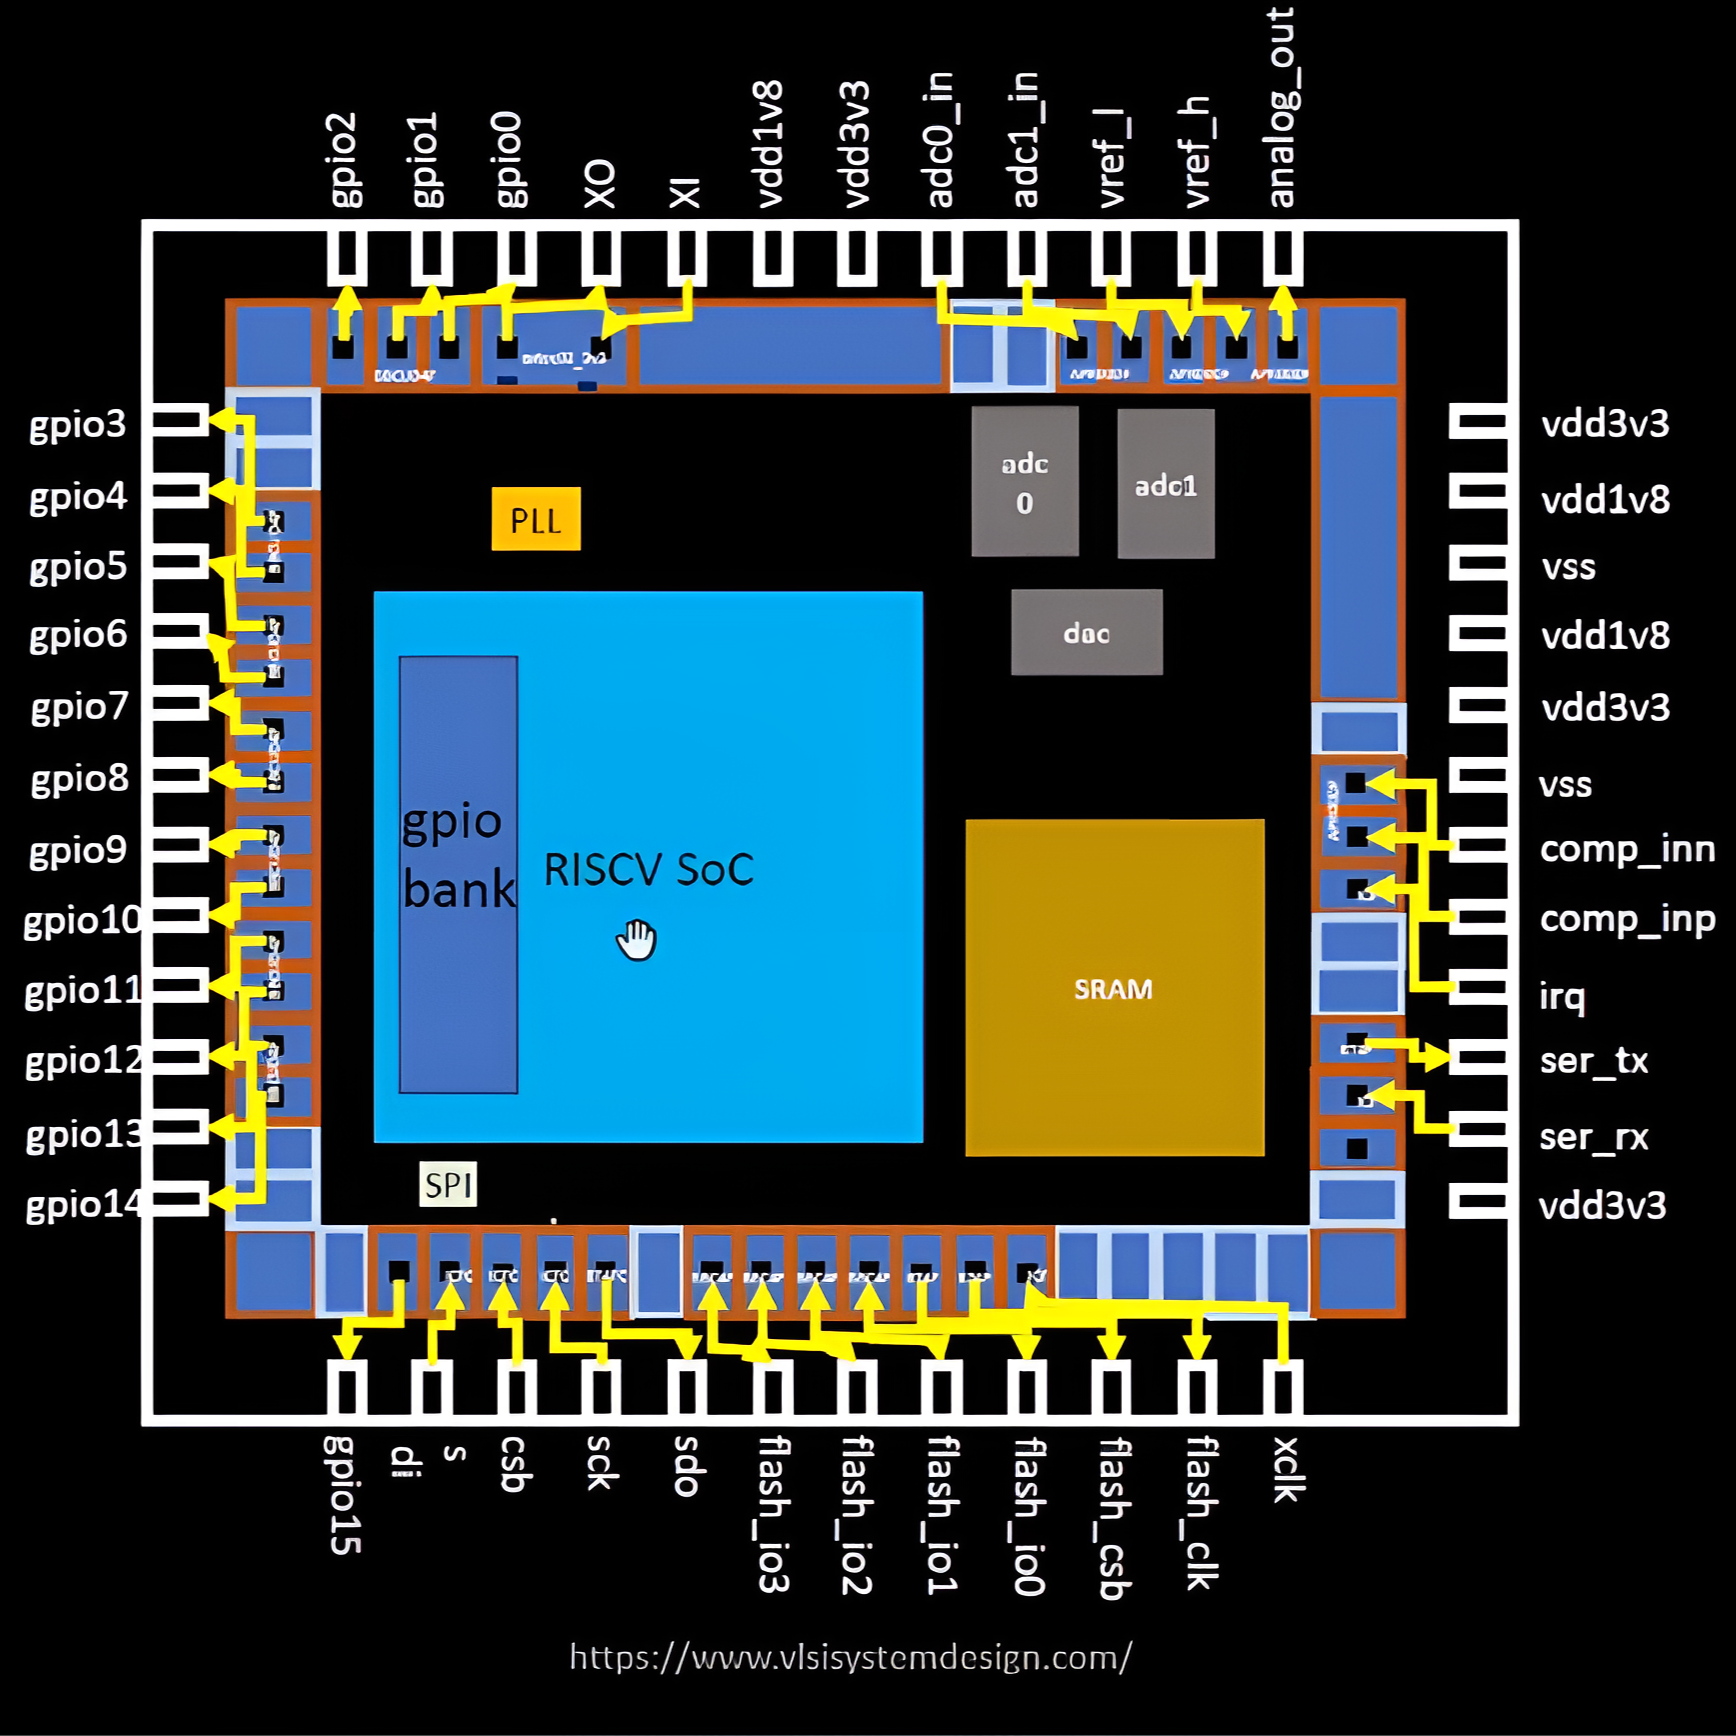 gpio2
gpio1
gpio0
XO
XI
vdd1v8
vdd3v3
adc0_in
adc1_in
vref_l
vref_h
analog_out
gpio3
gpio4
gpio5
gpio6
gpio7
gpio8
gpio9
gpio10
gpio11
gpio12
gpio13
gpio14
PLL
adc
0
adc1
dac
gpio
bank
RISCV SoC
SRAM
SPI
vdd3v3
vdd1v8
vss
vdd1v8
vdd3v3
vss
comp_inn
comp_inp
irq
ser_tx
ser_rx
vdd3v3
gpio15
s
di
csb
sck
sdo
flash_io3
flash_io2
flash_io1
flash_io0
flash_csb
flash_clk
xclk
https://www.vlsisystemdesign.com/